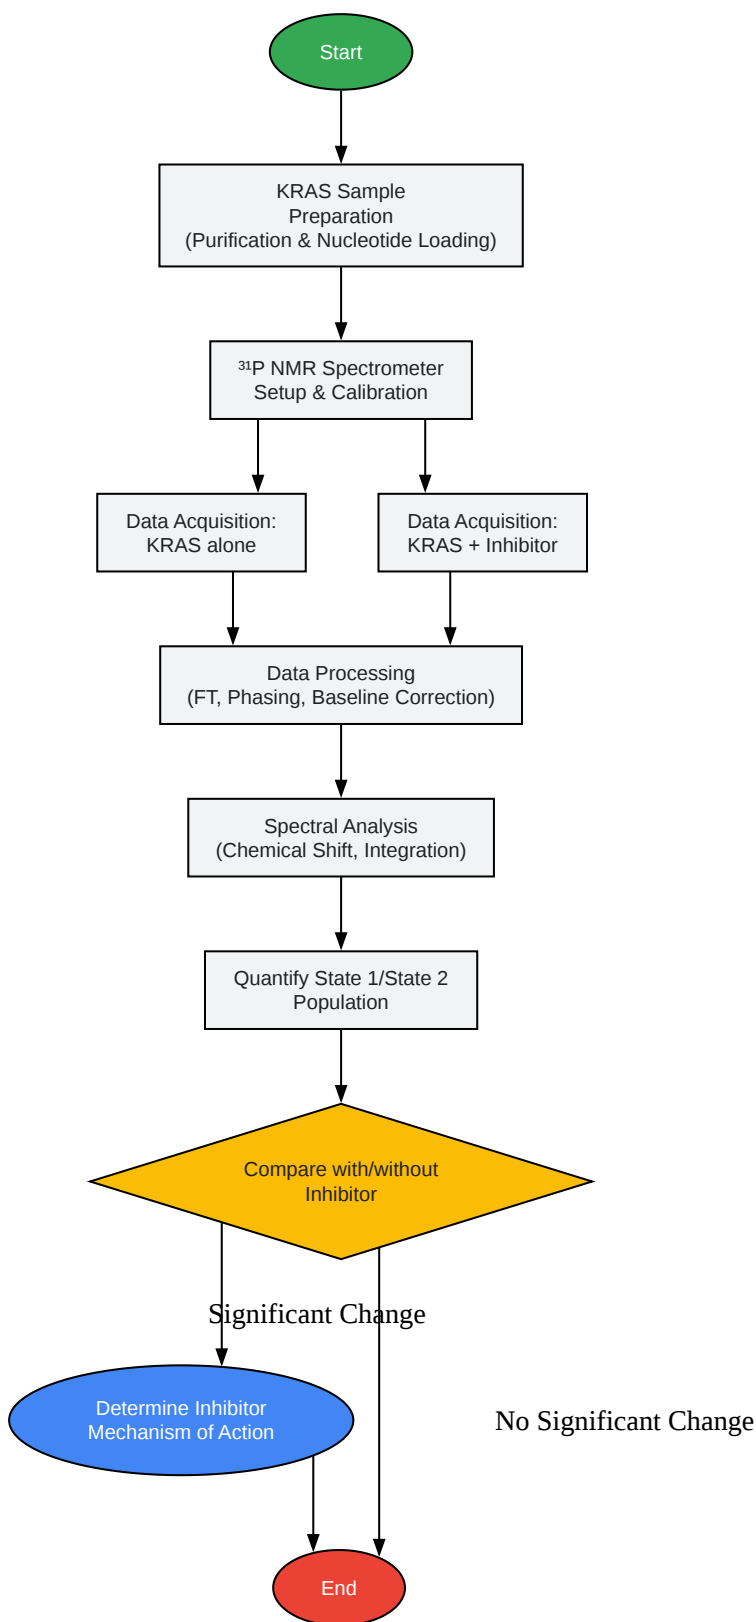 Start
KRAS Sample
Preparation
(Purification & Nucleotide Loading)
³¹P NMR Spectrometer
Setup & Calibration
Data Acquisition:
KRAS alone
Data Acquisition:
KRAS + Inhibitor
Data Processing
(FT, Phasing, Baseline Correction)
Spectral Analysis
(Chemical Shift, Integration)
Quantify State 1/State 2
Population
Compare with/without
Inhibitor
Significant Change
Determine Inhibitor
Mechanism of Action
No Significant Change
End